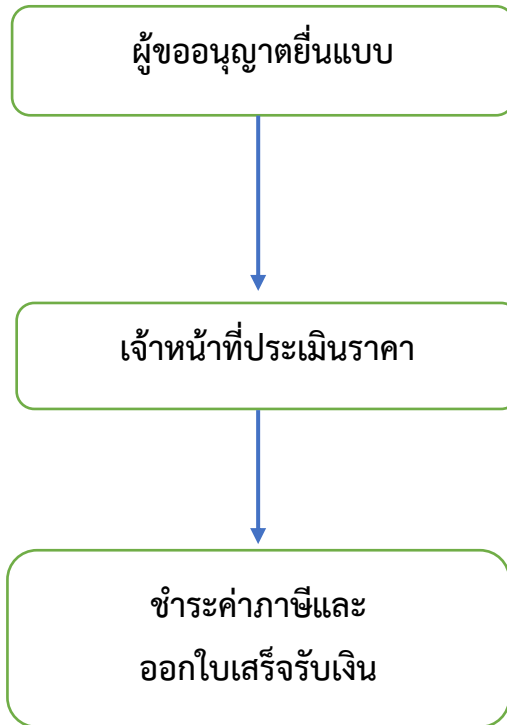 ผู้ขออนุญาตยื่นแบบ
เจ้าหน้าที่ประเมินราคา
ชำระค่าภาษีและ
ออกใบเสร็จรับเงิน